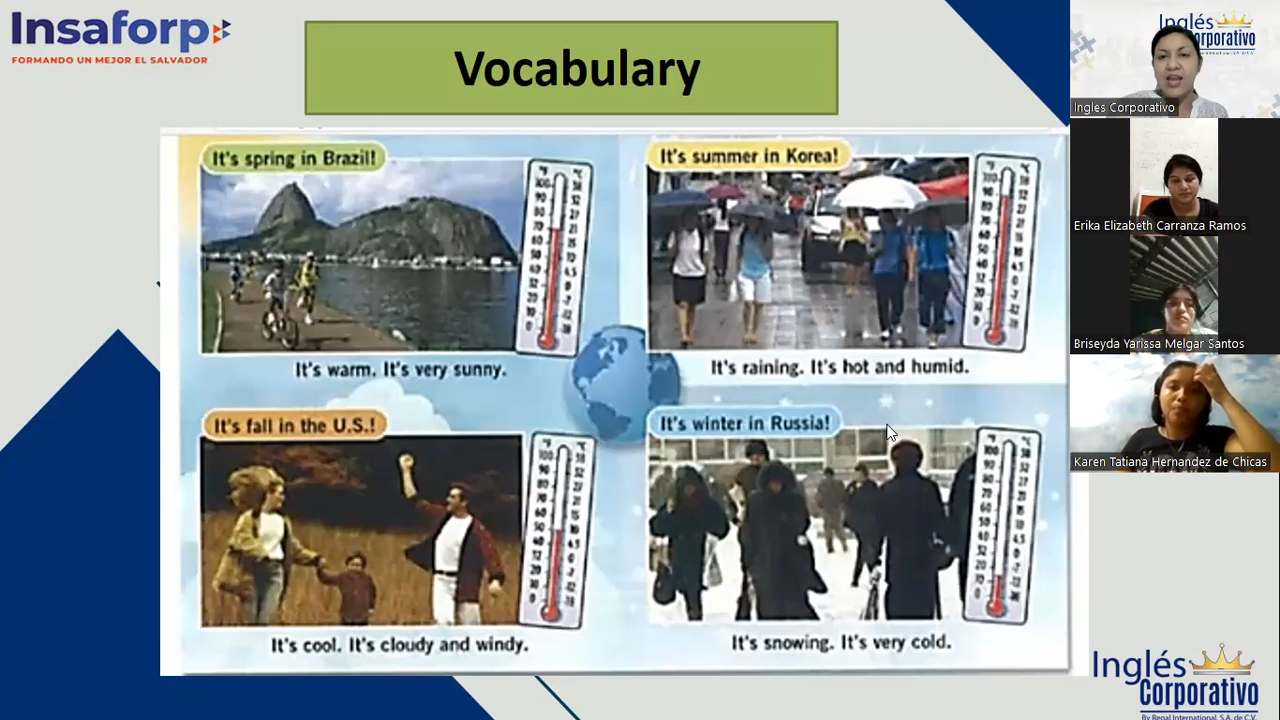 Insaforp
FORMANDO UN MEJOR EL SALVADOR
Vocabulary
It's spring in Brazil!
It's warm. It's very sunny.
It's summer in Korea!
It's raining. It's hot and humid.
It's fall in the U.S.!
It's cool. It's cloudy and windy.
It's winter in Russia!
It's snowing. It's very cold.
Inglés
Corporativo
Ingles Corporativo
Erika Elizabeth Carranza Ramos
Briseyda Yarissa Melgar Santos
Karen Tatiana Hernandez de Chicas
Inglés
Corporativo
By Regal International, S.A. de C.V.